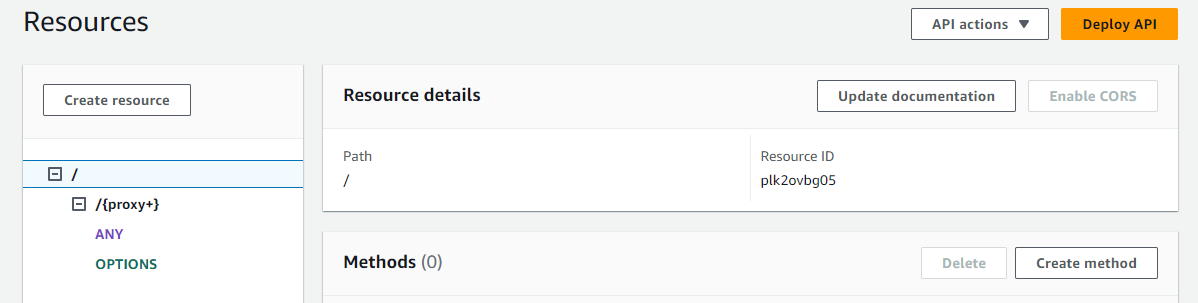 Resources
API actions
Deploy API
Create resource
/
/{proxy+}
ANY
OPTIONS
Resource details
Update documentation
Enable CORS
Path
/
Resource ID
plk2ovbg05
Methods (0)
Delete
Create method